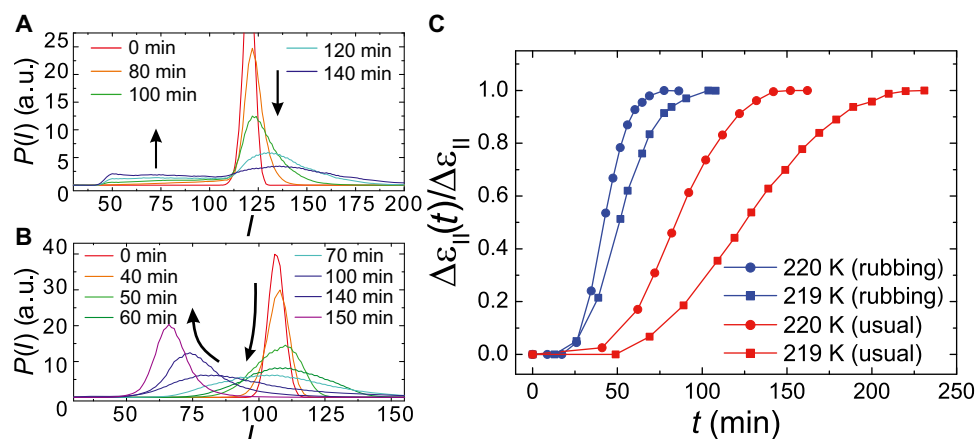 A
P(I) (a.u.)
25
20
15
10
5
0
0 min
80 min
100 min
120 min
140 min
50
75
100
125
150
175
200
I
B
P(I) (a.u.)
40
30
20
10
0
0 min
40 min
50 min
60 min
70 min
100 min
140 min
150 min
50
75
100
125
150
I
C
Δε||(t)/Δε||
1.0
0.8
0.6
0.4
0.2
0.0
220 K (rubbing)
219 K (rubbing)
220 K (usual)
219 K (usual)
0
50
100
150
200
250
t (min)